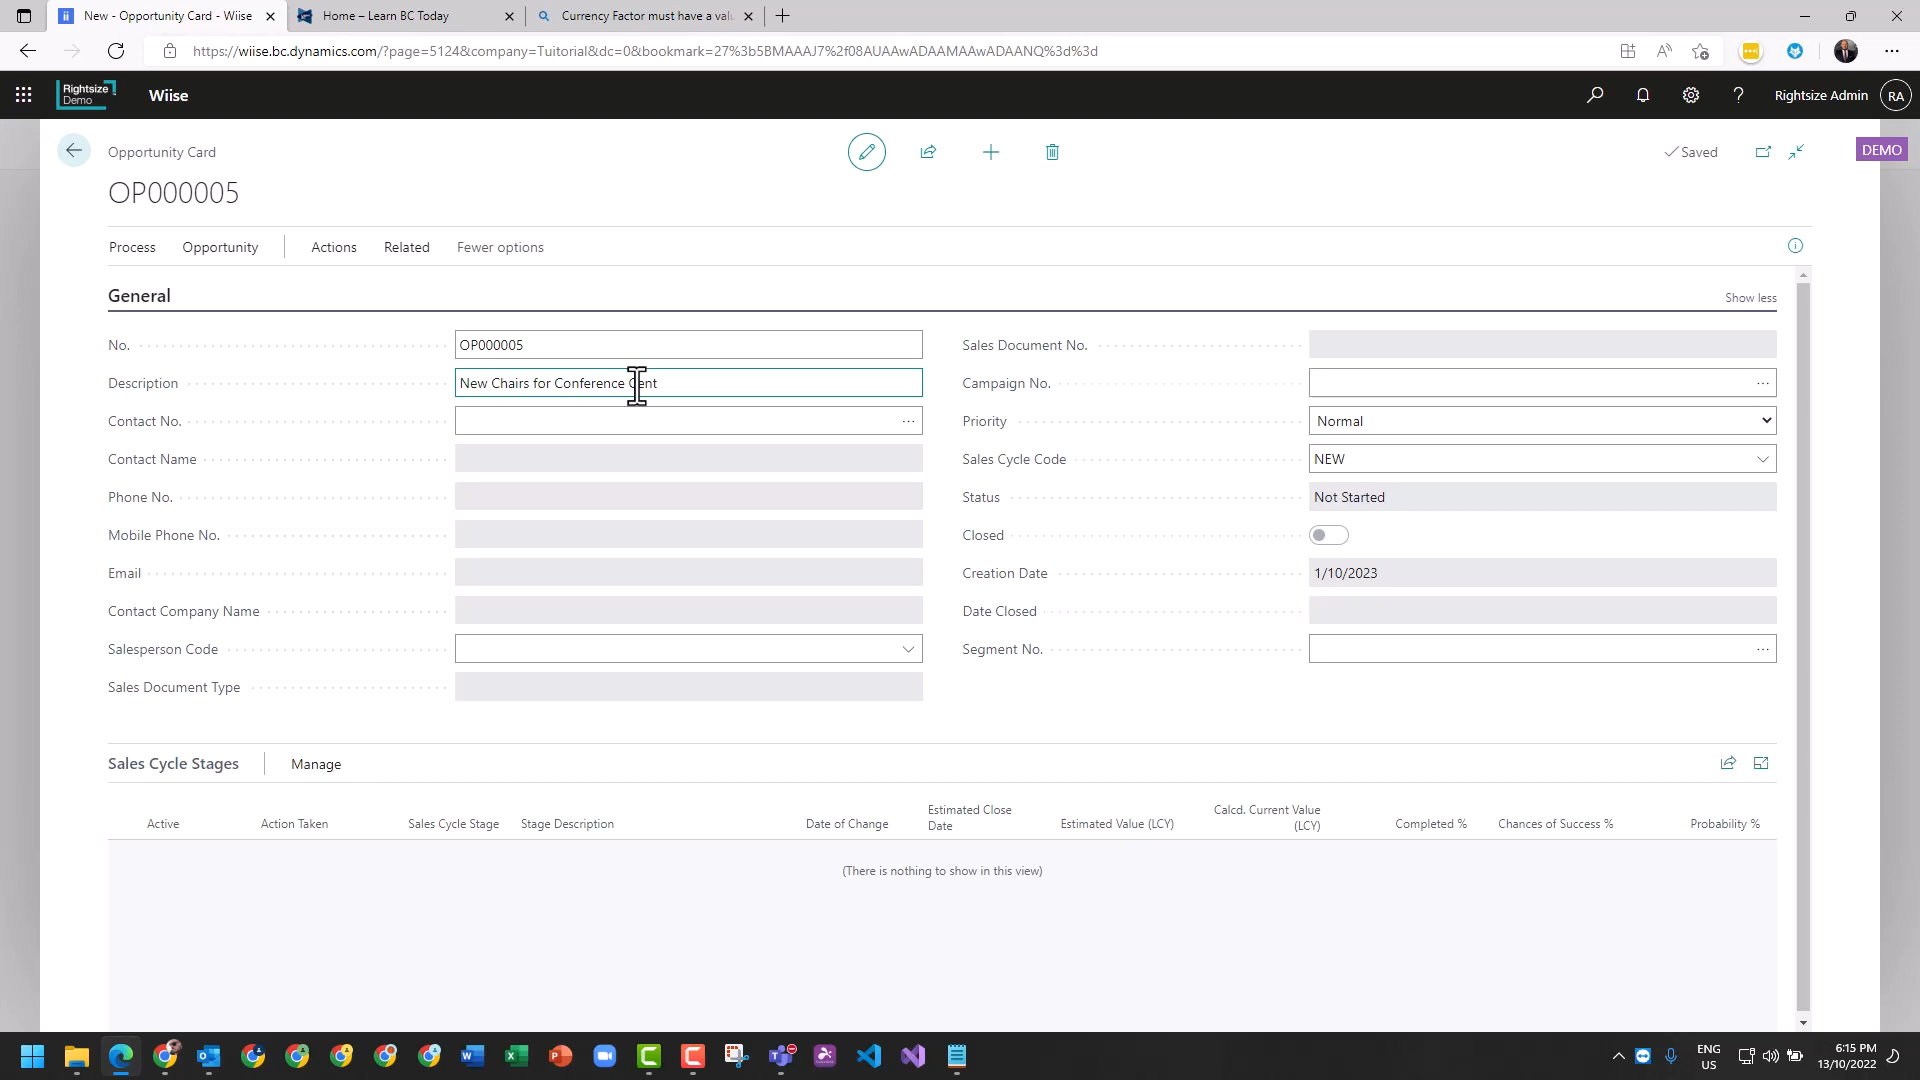 New - Opportunity Card - Wiise
Home – Learn BC Today
Currency Factor must have a valu
https://wiise.bc.dynamics.com/?page=5124&company=Tuitorial&dc=0&bookmark=27%3b5BMAAAJ7%2f08AUAAwADAAMAAwADAANQ%3d%3d
Rightsize
Demo
Wiise
Rightsize Admin
RA
Opportunity Card
Saved
DEMO
OP000005
Process
Opportunity
Actions
Related
Fewer options
General
Show less
No.
OP000005
Sales Document No.
Description
New Chairs for Conference Cent
Campaign No.
Contact No.
Priority
Normal
Contact Name
Sales Cycle Code
NEW
Phone No.
Status
Not Started
Mobile Phone No.
Closed
Email
Creation Date
1/10/2023
Contact Company Name
Date Closed
Salesperson Code
Segment No.
Sales Document Type
Sales Cycle Stages
Manage
Active
Action Taken
Sales Cycle Stage
Stage Description
Date of Change
Estimated Close
Date
Estimated Value (LCY)
Calcd. Current Value
(LCY)
Completed %
Chances of Success %
Probability %
(There is nothing to show in this view)
ENG
US
6:15 PM
13/10/2022